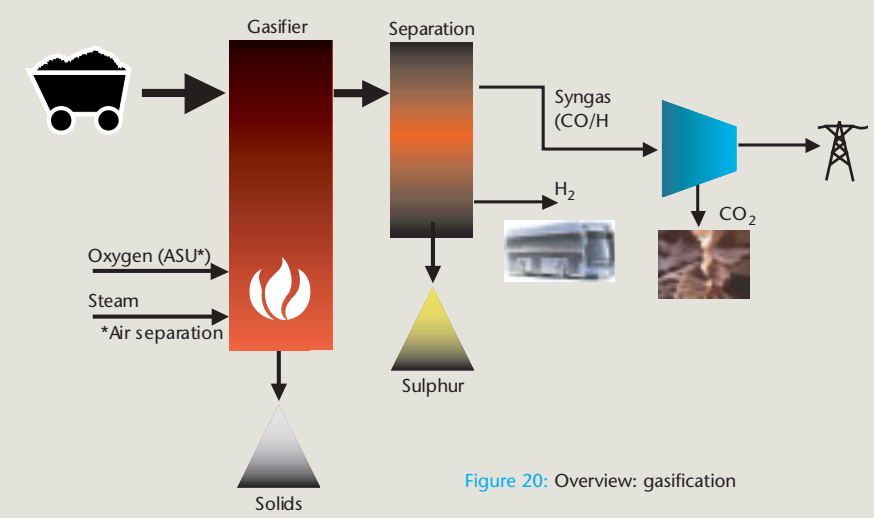 Gasifier
Separation
Syngas
(CO/H
H₂
CO₂
Oxygen (ASU*)
Steam
*Air separation
Sulphur
Solids
Figure 20: Overview: gasification